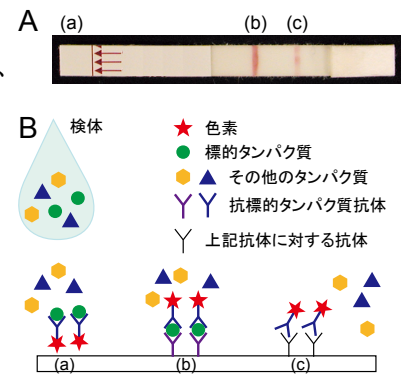 A
(a) (b) (c)
B
検体
色素
標的タンパク質
その他のタンパク質
抗標的タンパク質抗体
上記抗体に対する抗体
(a) (b) (c)